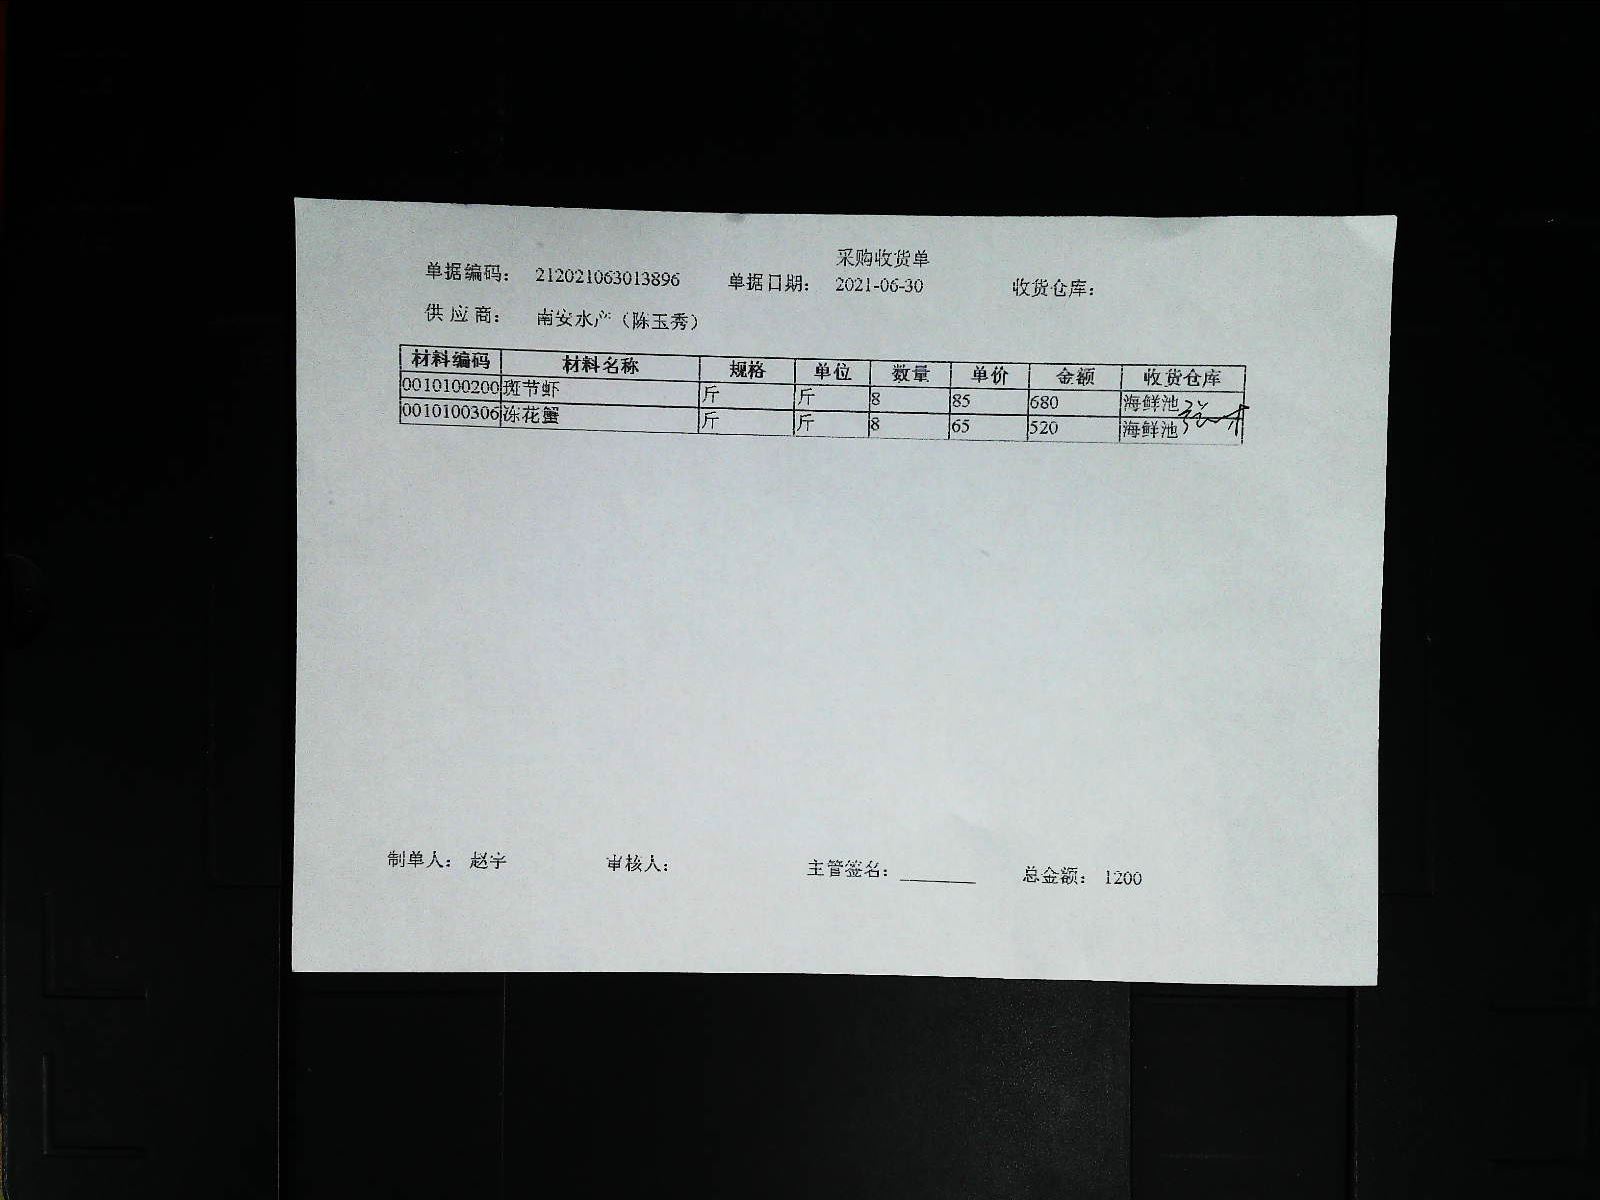 采购收货单
单据编码： 212021063013896 单据日期： 2021-06-30 收货仓库：
供 应 商： 南安水产（陈玉秀）
材料编码 材料名称 规格 单位 数量 单价 金额 收货仓库
0010100200 斑节虾 斤 斤 8 85 680 海鲜池
0010100306 冻花蟹 斤 斤 8 65 520 海鲜池
制单人： 赵宇 审核人： 主管签名： ________ 总金额： 1200